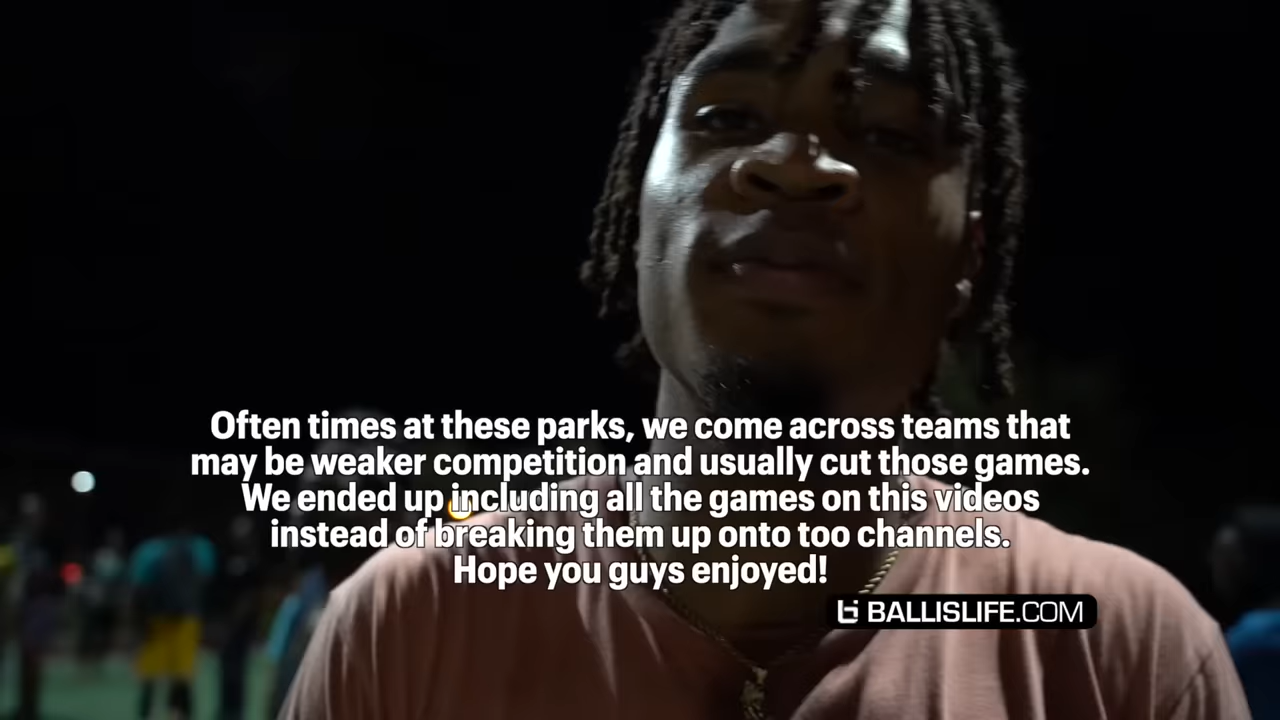 Often times at these parks, we come across teams that
may be weaker competition and usually cut those games.
We ended up including all the games on this videos
instead of breaking them up onto too channels.
Hope you guys enjoyed!
BALLISLIFE.COM